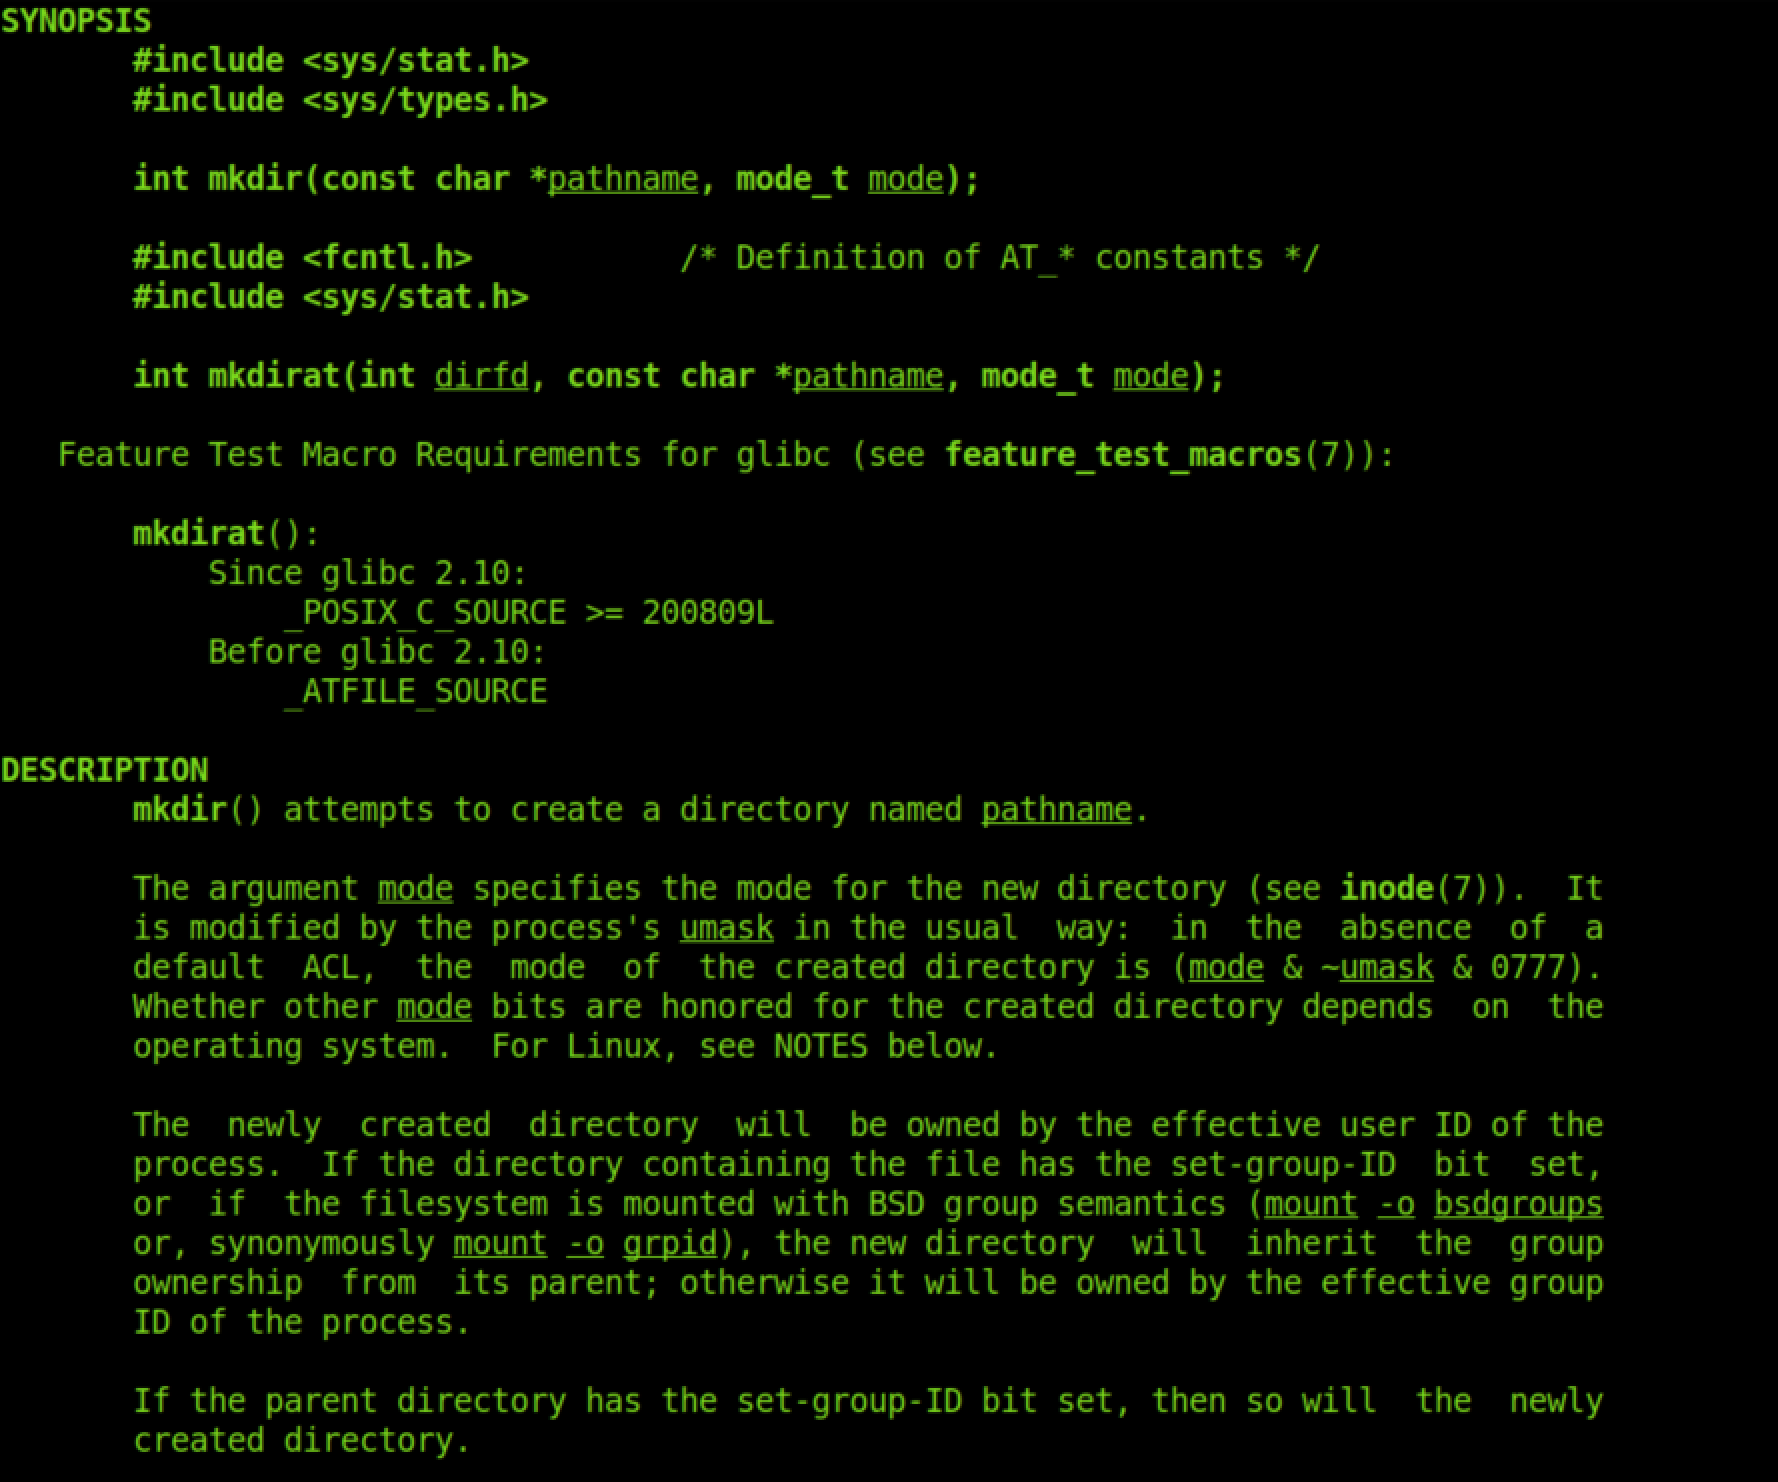 SYNOPSIS
#include <sys/stat.h>
#include <sys/types.h>
int mkdir(const char *pathname, mode_t mode);
#include <fcntl.h>           /* Definition of AT_* constants */
#include <sys/stat.h>
int mkdirat(int dirfd, const char *pathname, mode_t mode);
Feature Test Macro Requirements for glibc (see feature_test_macros(7)):
mkdirat():
Since glibc 2.10:
_POSIX_C_SOURCE >= 200809L
Before glibc 2.10:
_ATFILE_SOURCE
DESCRIPTION
mkdir() attempts to create a directory named pathname.
The argument mode specifies the mode for the new directory (see inode(7)).  It
is modified by the process's umask in the usual  way:  in  the  absence  of  a
default  ACL,  the  mode  of  the created directory is (mode & ~umask & 0777).
Whether other mode bits are honored for the created directory depends  on  the
operating system.  For Linux, see NOTES below.
The  newly  created  directory  will  be owned by the effective user ID of the
process.  If the directory containing the file has the set-group-ID  bit  set,
or  if  the filesystem is mounted with BSD group semantics (mount -o bsdgroups
or, synonymously mount -o grpid), the new directory  will  inherit  the  group
ownership  from  its parent; otherwise it will be owned by the effective group
ID of the process.
If the parent directory has the set-group-ID bit set, then so will  the  newly
created directory.